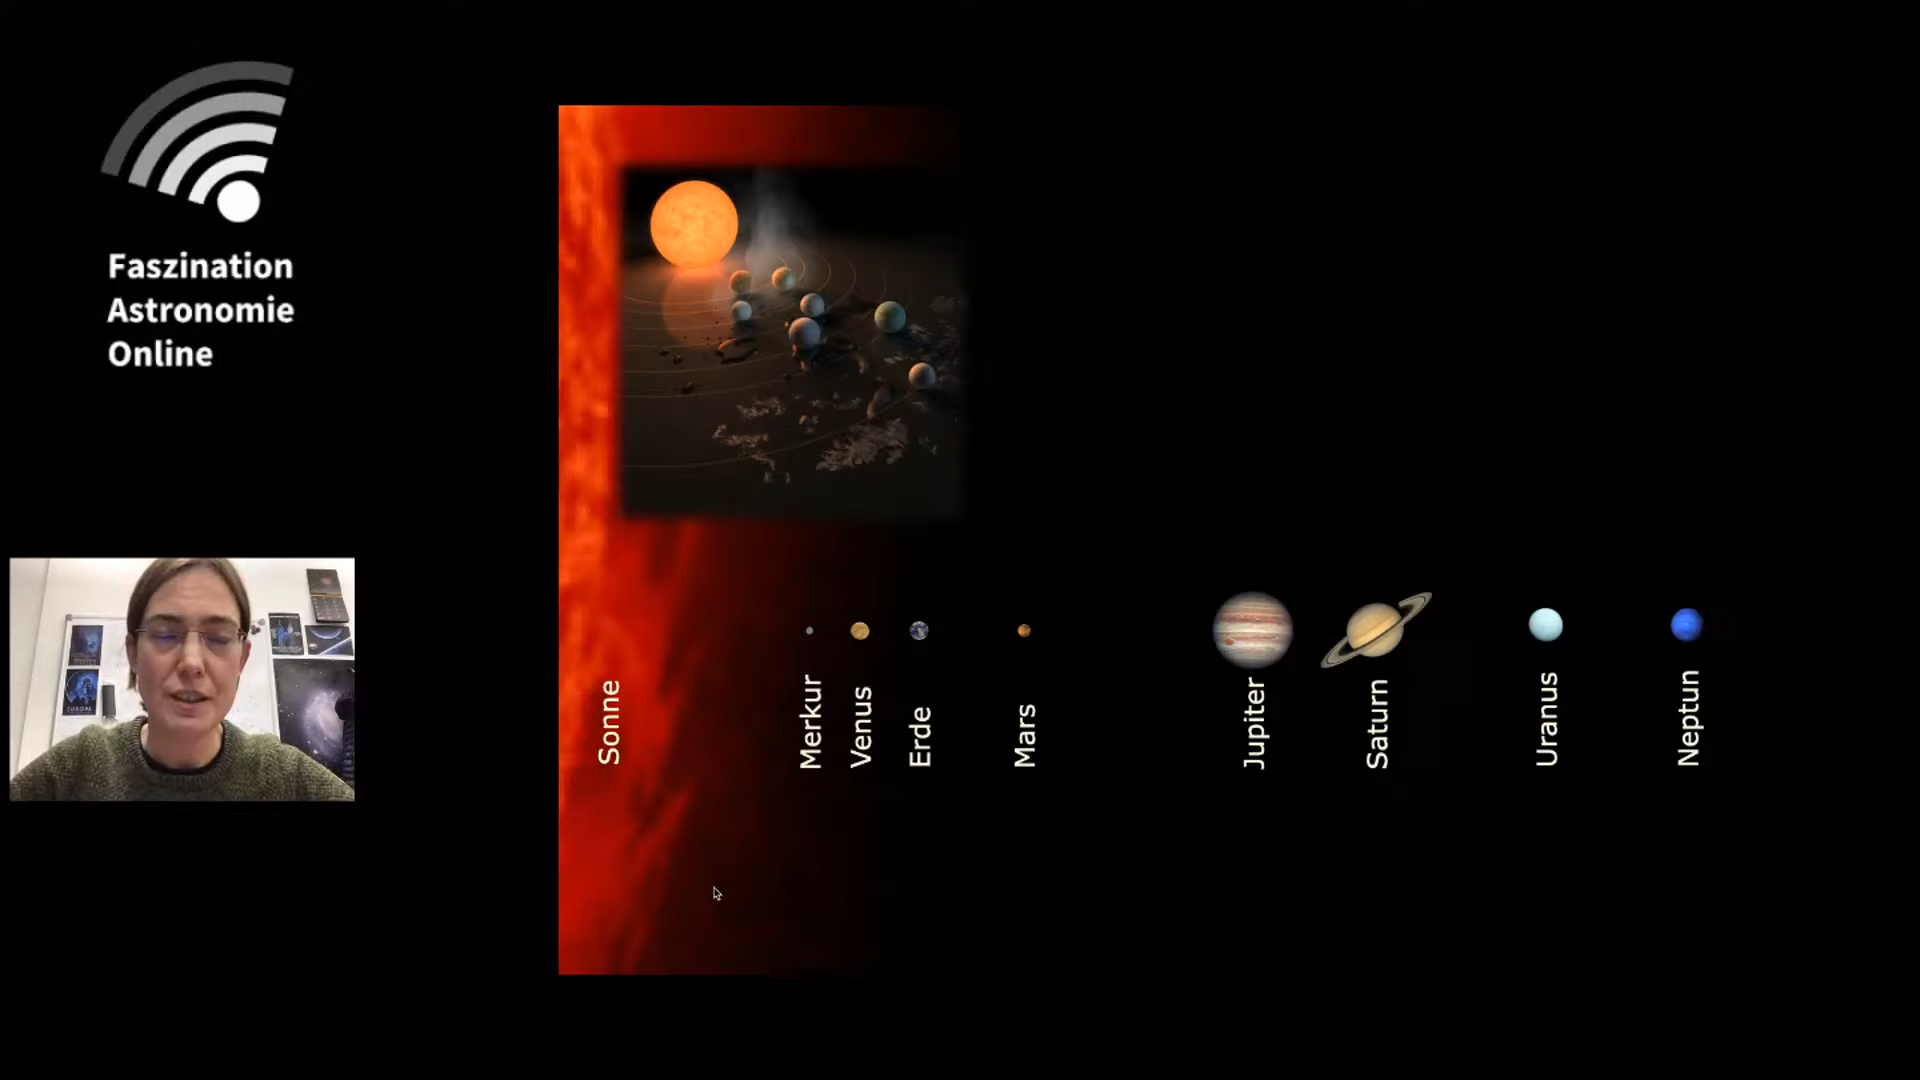 Faszination
Astronomie
Online
Sonne
Merkur
Venus
Erde
Mars
Jupiter
Saturn
Uranus
Neptun